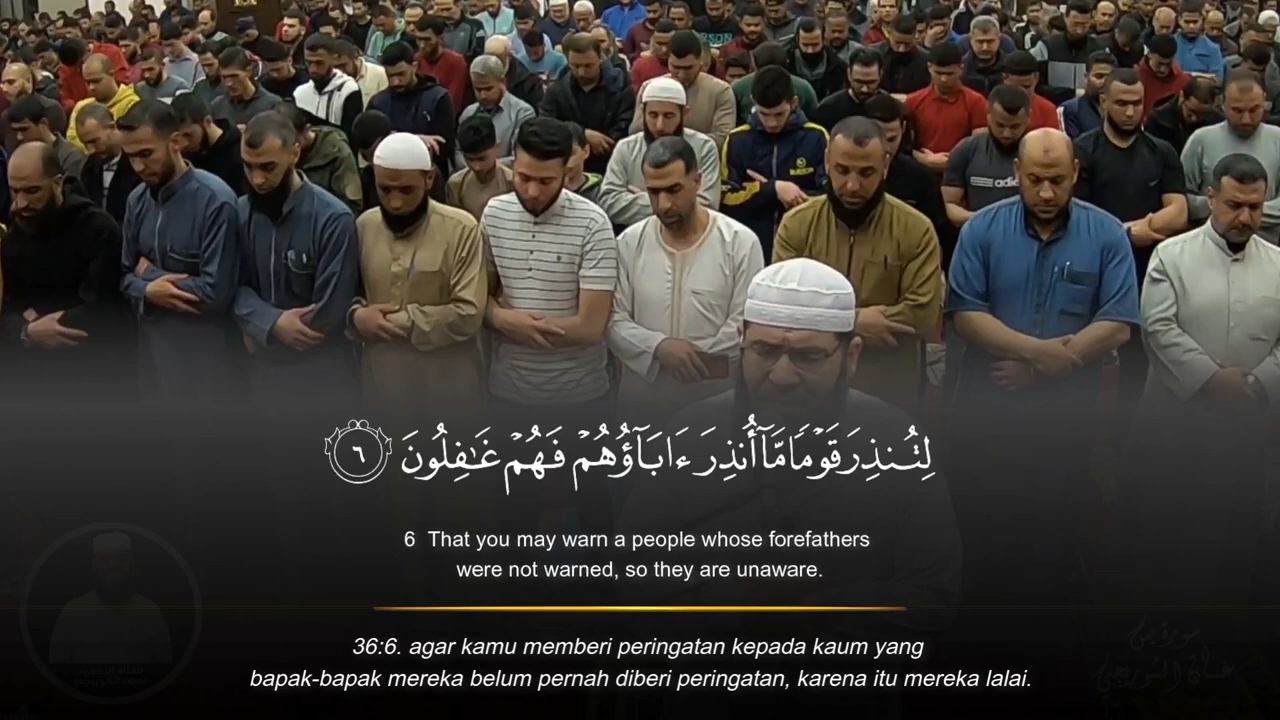 لِتُنذِرَ قَوْمًا مَّآ أُنذِرَ ءَابَآؤُهُمْ فَهُمْ غَـٰفِلُونَ ٦
6 That you may warn a people whose forefathers
were not warned, so they are unaware.
36:6. agar kamu memberi peringatan kepada kaum yang
bapak-bapak mereka belum pernah diberi peringatan, karena itu mereka lalai.